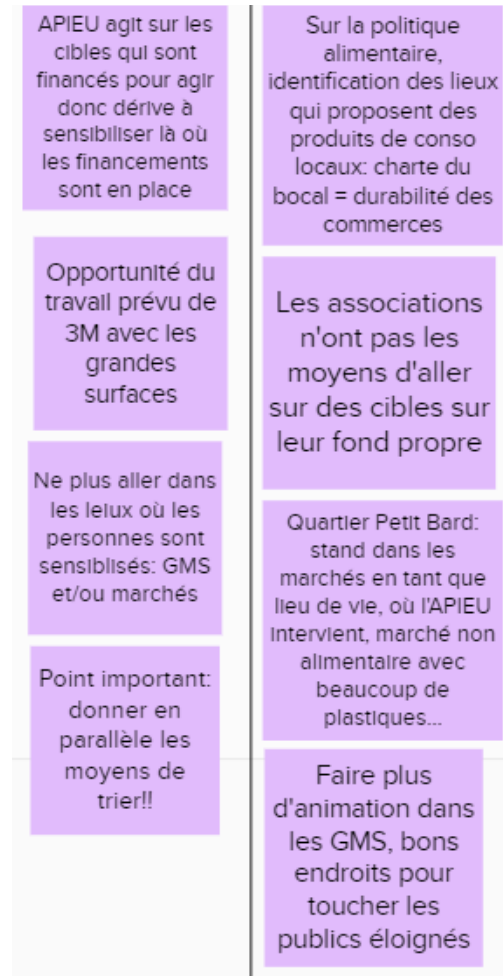 APIEU agit sur les
cibles qui sont
financés pour agir
donc dérive à
sensibiliser là où
les financements
sont en place
Opportunité du
travail prévu de
3M avec les
grandes
surfaces
Ne plus aller dans
les leiux où les
personnes sont
sensiblisés: GMS
et/ou marchés
Point important:
donner en
parallèle les
moyens de
trier!!
Sur la politique
alimentaire,
identification des lieux
qui proposent des
produits de conso
locaux: charte du
bocal = durabilité des
commerces
Les associations
n'ont pas les
moyens d'aller
sur des cibles sur
leur fond propre
Quartier Petit Bard:
stand dans les
marchés en tant que
lieu de vie, où l'APIEU
intervient, marché non
alimentaire avec
beaucoup de
plastiques...
Faire plus
d'animation dans
les GMS, bons
endroits pour
toucher les
publics éloignés